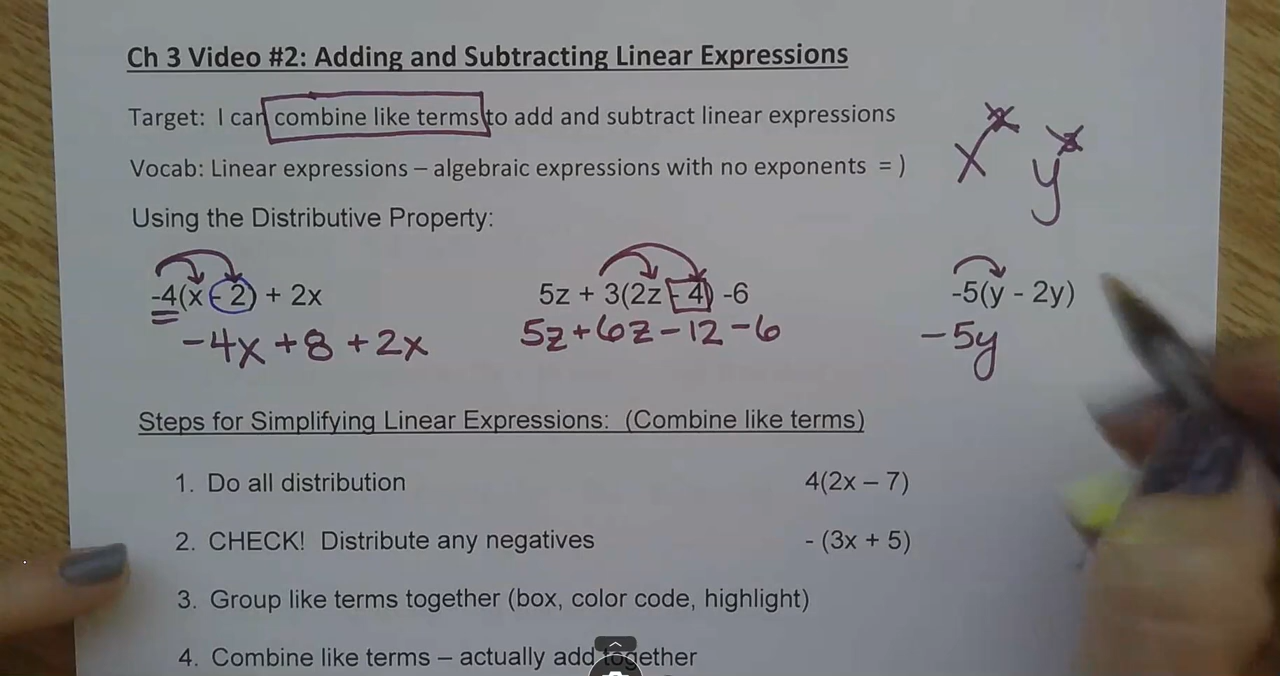 Ch 3 Video #2: Adding and Subtracting Linear Expressions
Target: I can combine like terms to add and subtract linear expressions
Vocab: Linear expressions – algebraic expressions with no exponents = )
x y
Using the Distributive Property:
-4(x - 2) + 2x 5z + 3(2z - 4) -6 -5(y - 2y)
-4x + 8 + 2x 5z + 6z - 12 - 6 -5y
Steps for Simplifying Linear Expressions: (Combine like terms)
1. Do all distribution 4(2x – 7)
2. CHECK! Distribute any negatives - (3x + 5)
3. Group like terms together (box, color code, highlight)
4. Combine like terms – actually add together